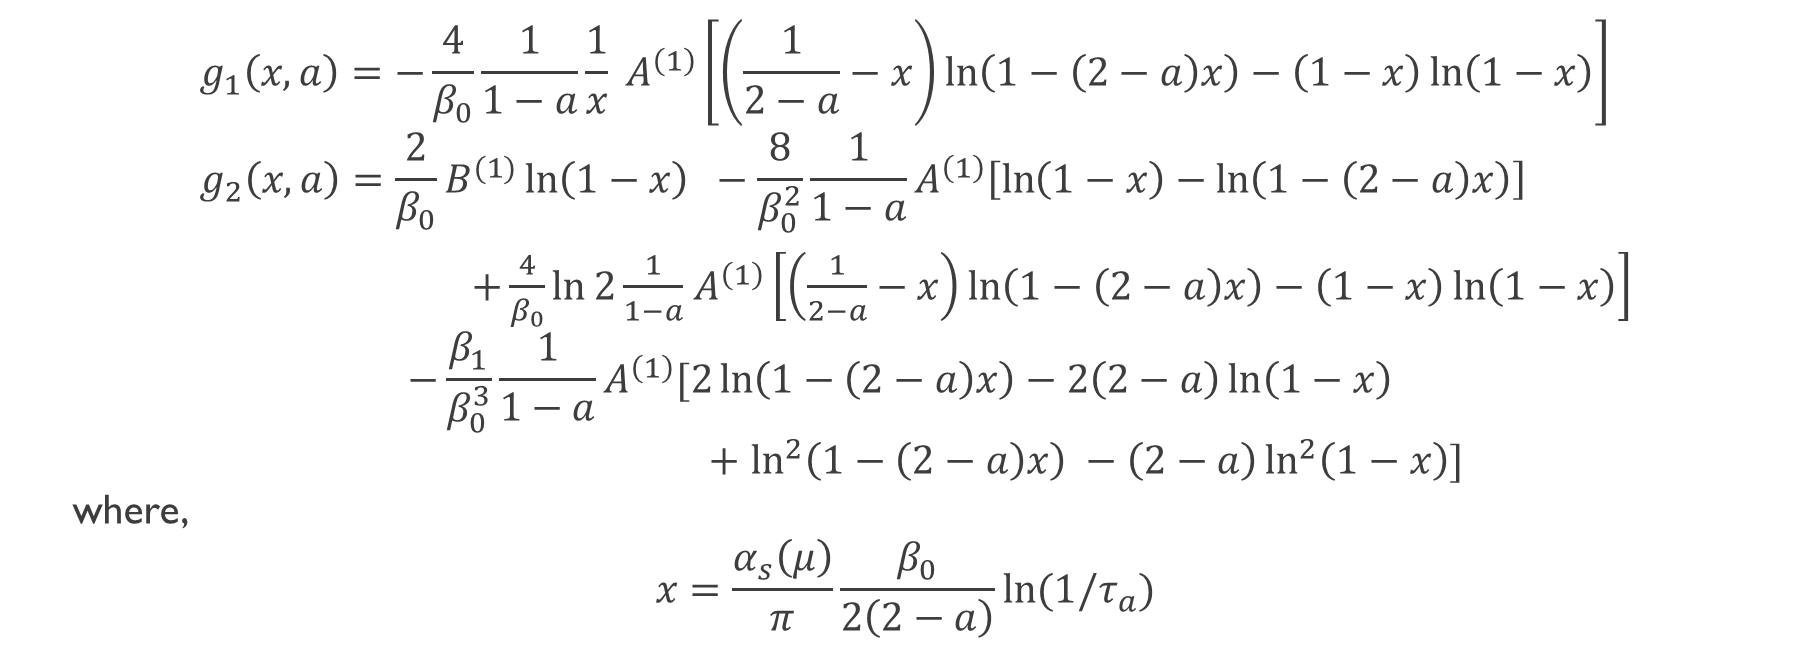 g₁(x, a) = −(4/β₀) (1/(1 − a)) (1/x) A⁽¹⁾ [(1/(2 − a) − x) ln(1 − (2 − a)x) − (1 − x) ln(1 − x)]
g₂(x, a) = (2/β₀) B⁽¹⁾ ln(1 − x) − (8/β₀²) (1/(1 − a)) A⁽¹⁾[ln(1 − x) − ln(1 − (2 − a)x)]
+ (4/β₀) ln 2 (1/(1−a)) A⁽¹⁾ [(1/(2−a) − x) ln(1 − (2 − a)x) − (1 − x) ln(1 − x)]
− (β₁/β₀³) (1/(1 − a)) A⁽¹⁾[2 ln(1 − (2 − a)x) − 2(2 − a) ln(1 − x)
+ ln²(1 − (2 − a)x) − (2 − a) ln²(1 − x)]
where,
x = (αₛ(μ)/π) (β₀/(2(2 − a))) ln(1/τₐ)